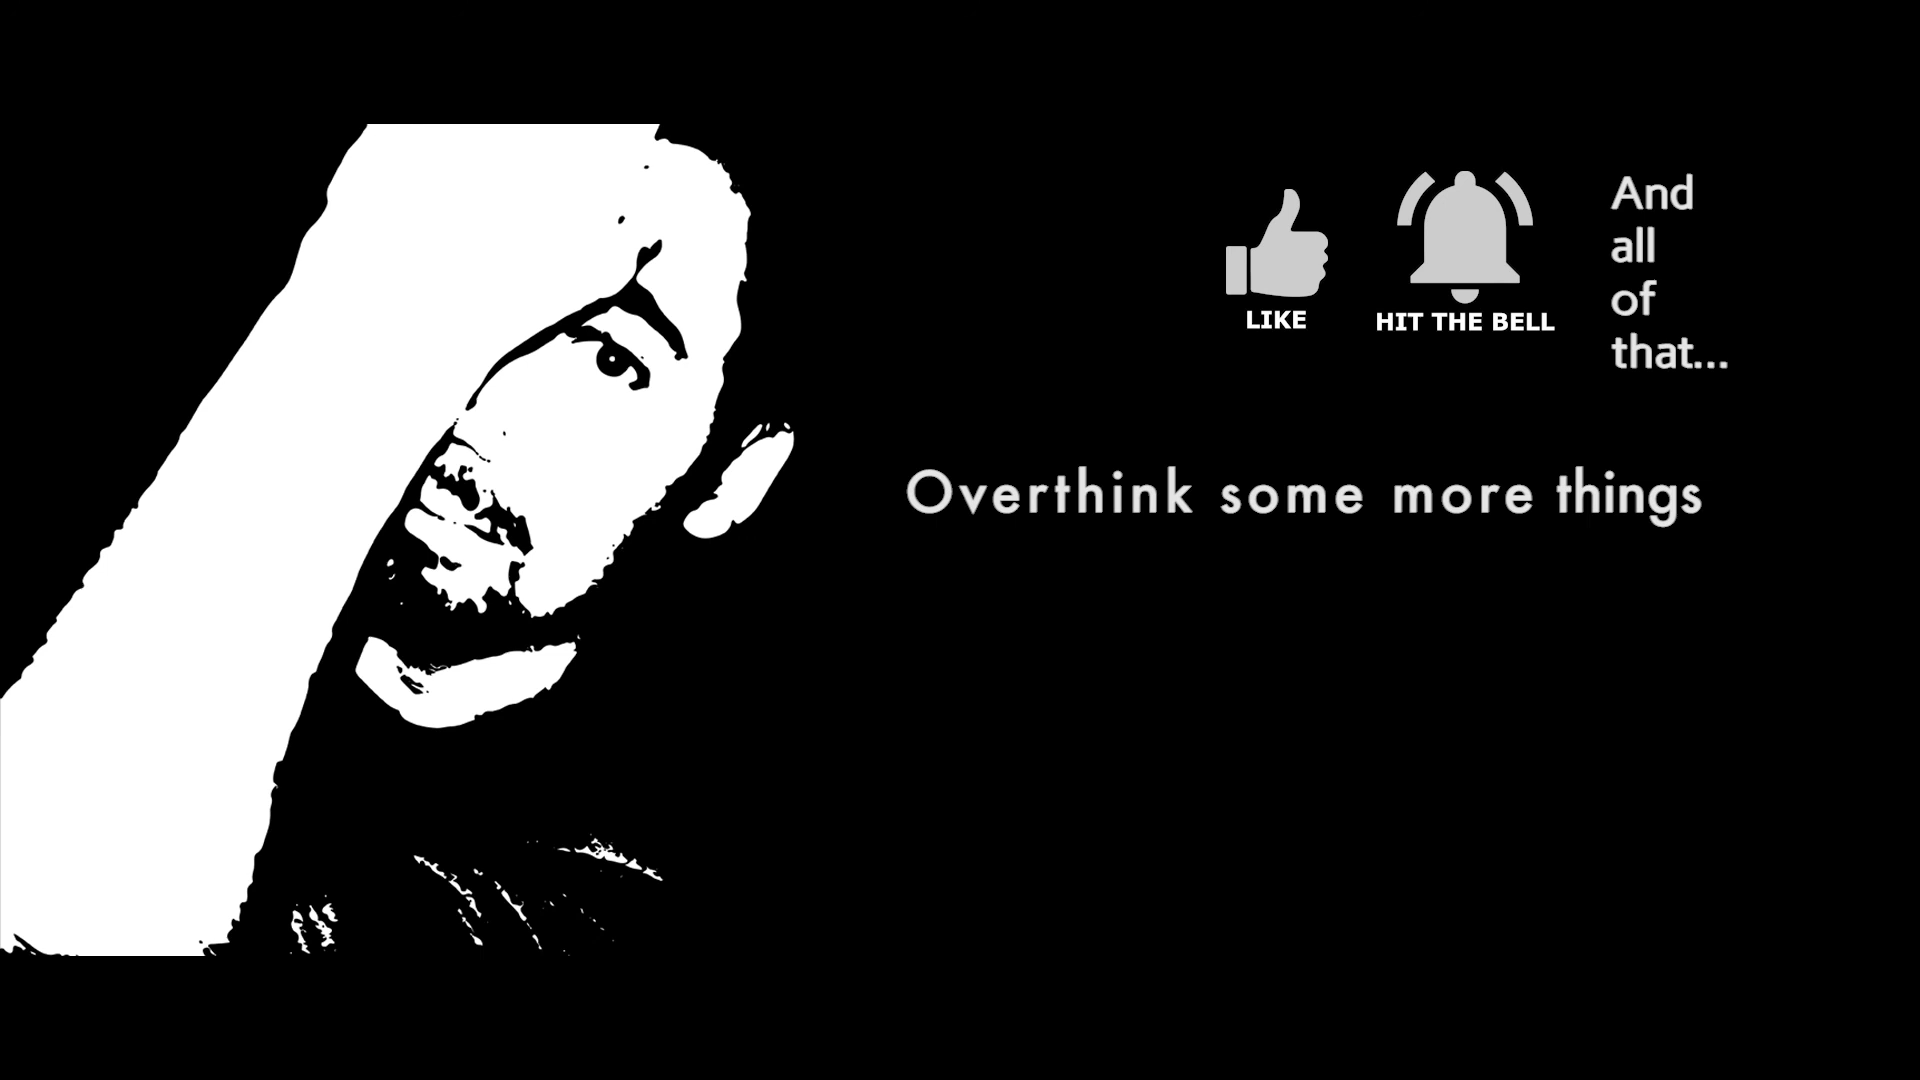 LIKE
HIT THE BELL
And
all
of
that...
Overthink some more things